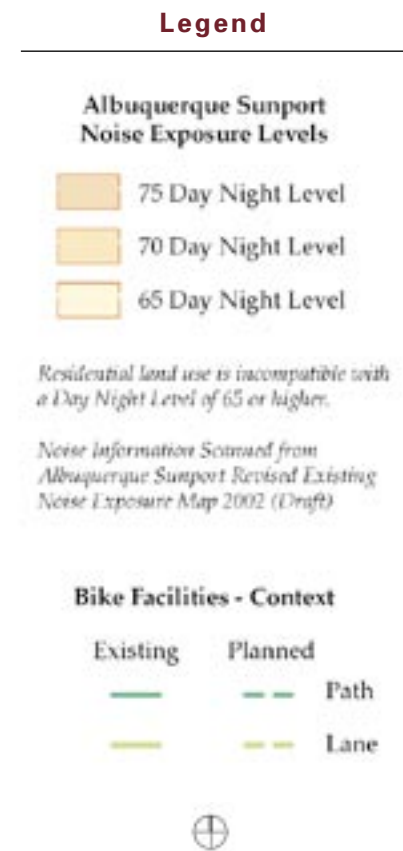 Legend
Albuquerque Sunport
Noise Exposure Levels
75 Day Night Level
70 Day Night Level
65 Day Night Level
Residential land use is incompatible with
a Day Night Level of 65 or higher.
Noise Information Scanned from
Albuquerque Sunport Revised Existing
Noise Exposure Map 2002 (Draft)
Bike Facilities - Context
Existing Planned
Path
Lane